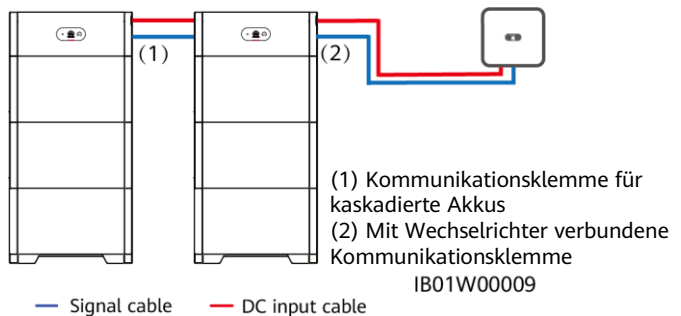 (1)
(2)
(1) Kommunikationsklemme für
kaskadierte Akkus
(2) Mit Wechselrichter verbundene
Kommunikationsklemme
IB01W00009
Signal cable
DC input cable